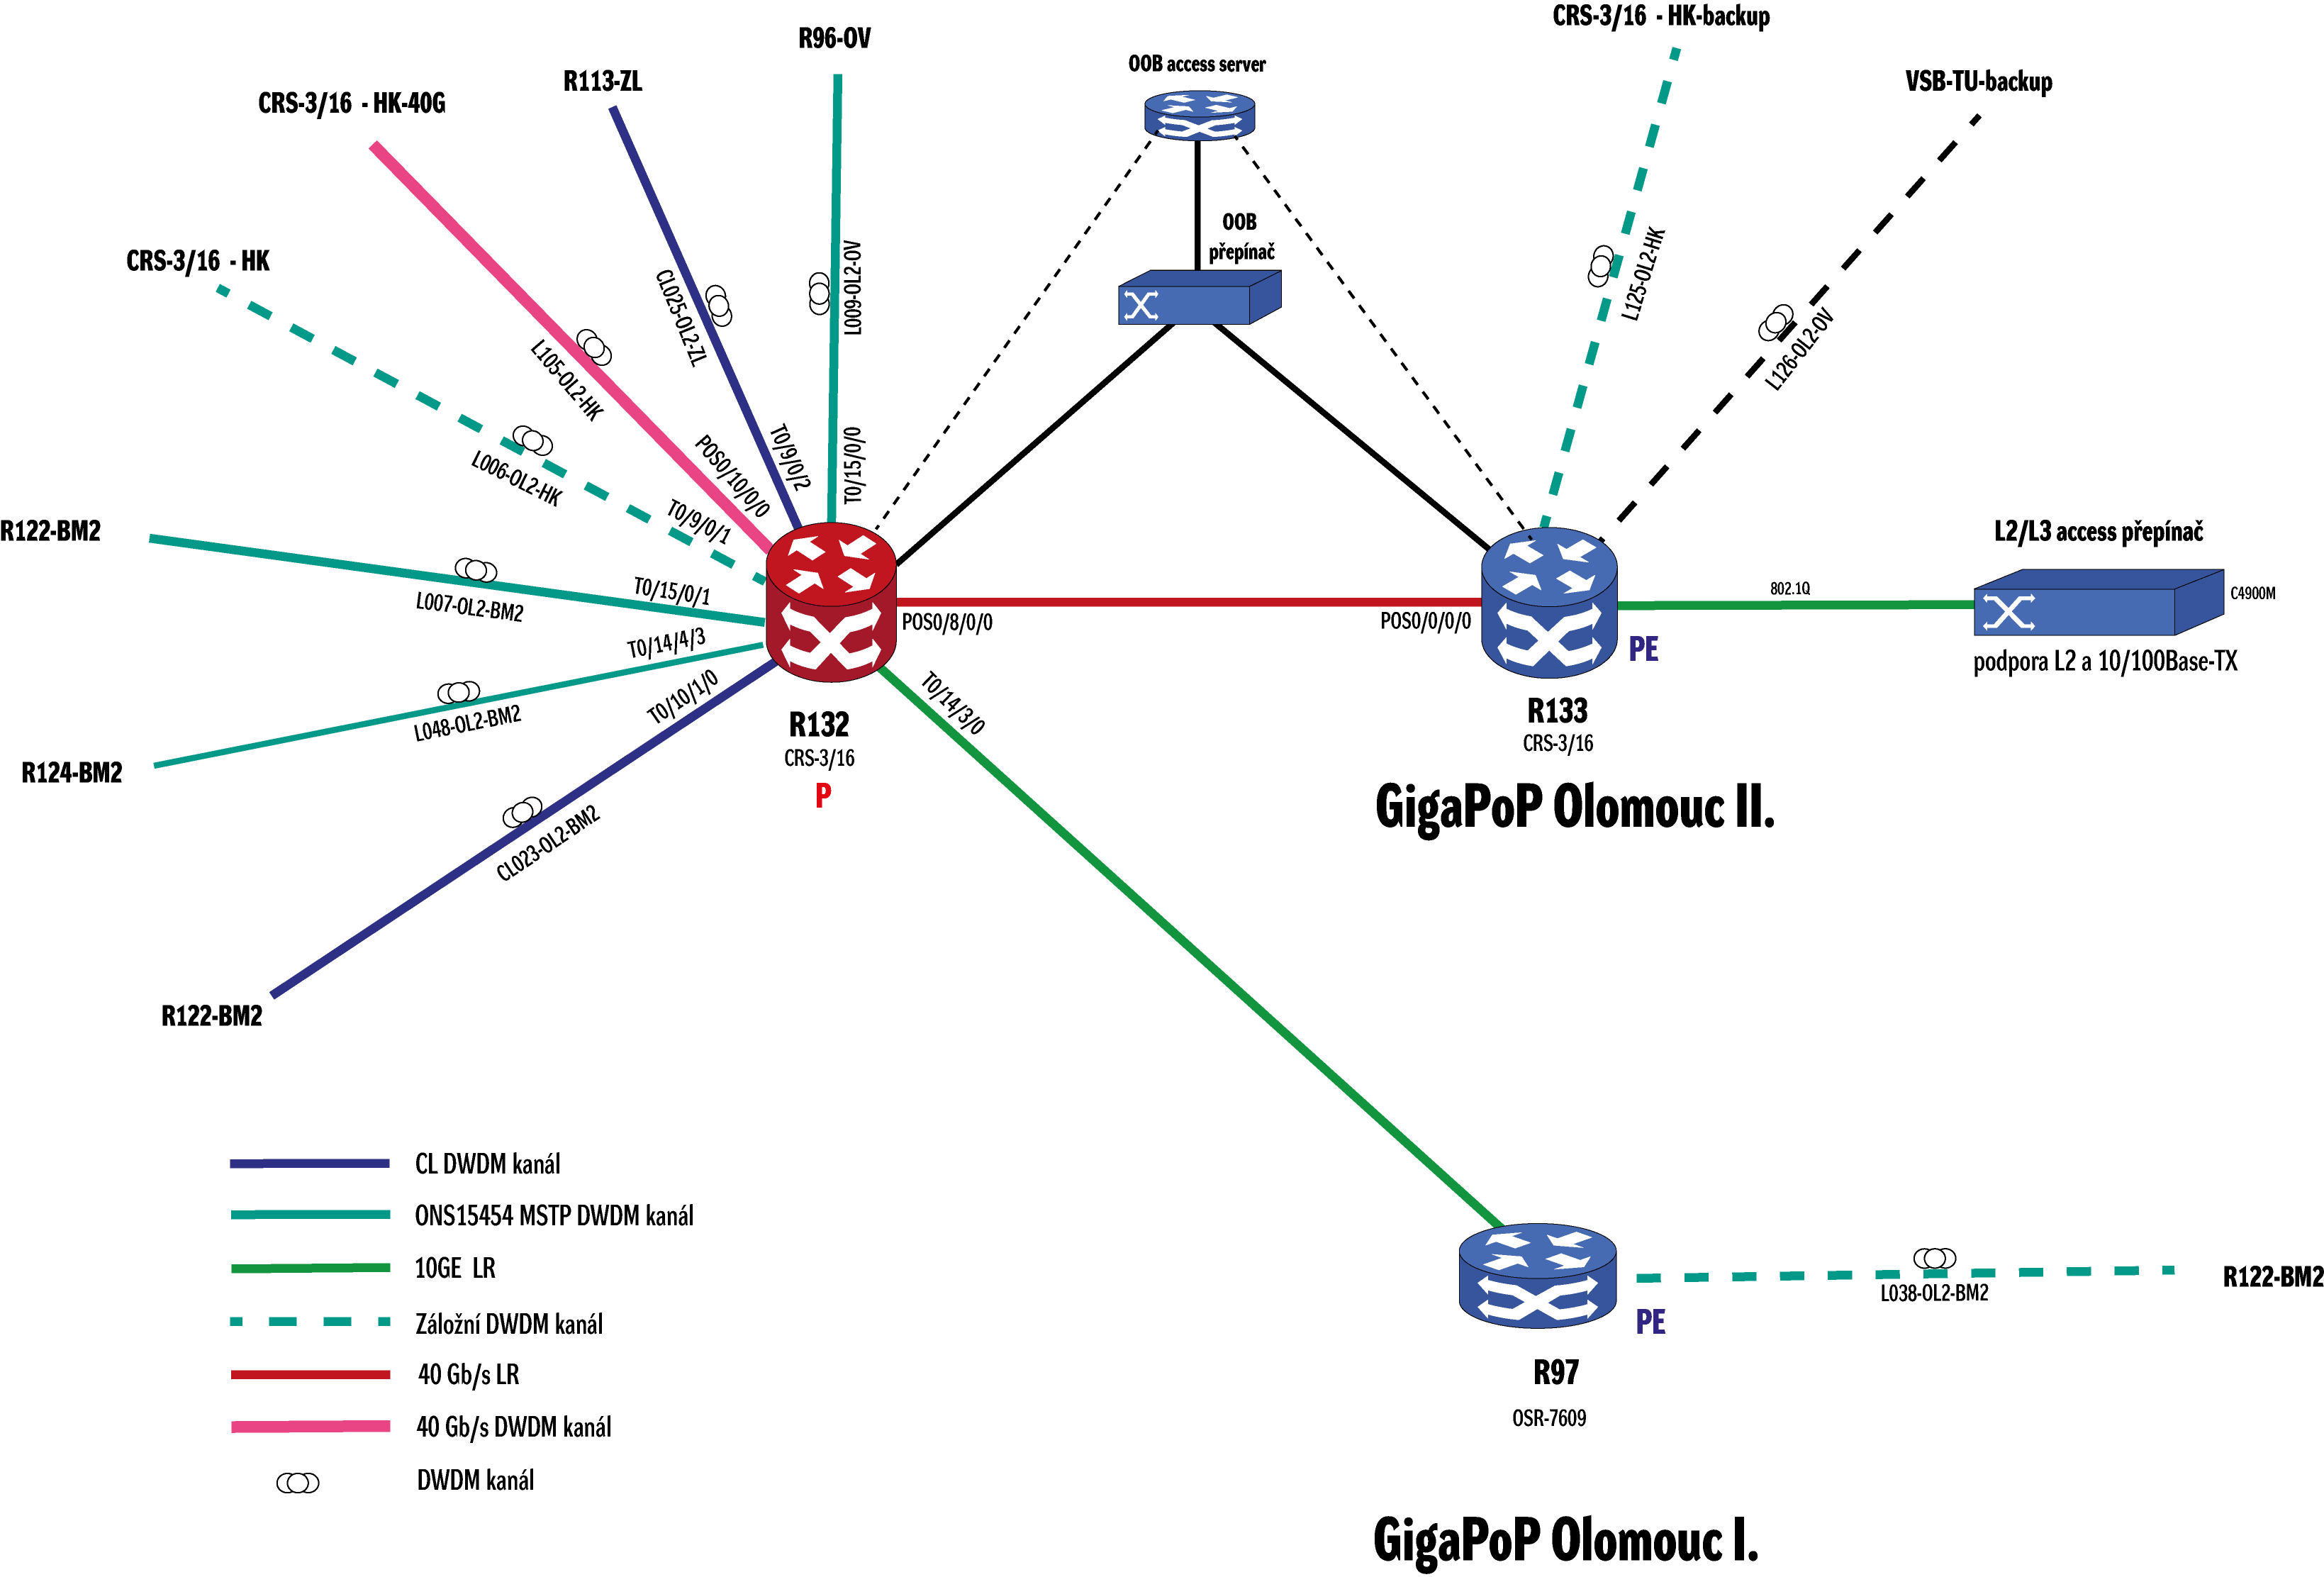 CRS-3/16 - HK-backup
R96-OV
OOB access server
R113-ZL
VSB-TU-backup
CRS-3/16 - HK-40G
OOB
přepínač
CRS-3/16 - HK
L009-OL2-OV
L125-OL2-HK
CL025-OL2-ZL
L126-OL2-OV
L105-OL2-HK
L006-OL2-HK
T0/15/0/0
T0/9/0/2
POS0/10/0/0
T0/9/0/1
R122-BM2
L2/L3 access přepínač
T0/15/0/1
L007-OL2-BM2
802.1Q
C4900M
POS0/8/0/0
POS0/0/0/0
T0/14/4/3
PE
podpora L2 a 10/100Base-TX
T0/10/1/0
T0/14/3/0
L048-OL2-BM2
R132
CRS-3/16
P
R133
CRS-3/16
R124-BM2
GigaPoP Olomouc II.
CL023-OL2-BM2
R122-BM2
CL DWDM kanál
ONS15454 MSTP DWDM kanál
10GE LR
Záložní DWDM kanál
40 Gb/s LR
40 Gb/s DWDM kanál
DWDM kanál
L038-OL2-BM2
R122-BM2
PE
R97
OSR-7609
GigaPoP Olomouc I.